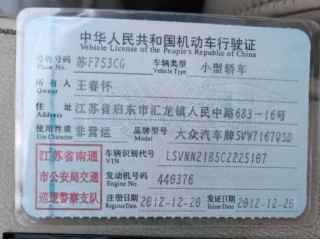 中华人民共和国机动车行驶证
Vehicle License of the People's Republic of China
号牌号码 苏F753CG 车辆类型 小型轿车
Plate No. Vehicle Type
所有人 王春怀
Owner
住址 江苏省启东市汇龙镇人民中路683-16号
Address
使用性质 非营运 品牌型号 大众汽车牌SVW7167QSD
Use Character Model
江苏省南通 车辆识别代号 LSVNN2185C2225107
VIN
市公安局交通 发动机号码 440376
Engine No.
巡逻警察支队 注册日期 2012-12-20 发证日期 2012-12-20
Register Date Issue Date